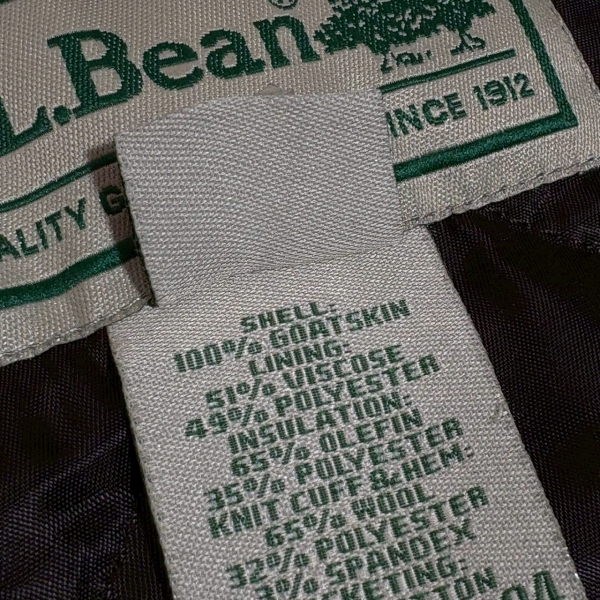 L.Bean®
SINCE 1912
SHELL:
100% GOATSKIN
LINING:
51% VISCOSE
49% POLYESTER
INSULATION:
65% OLEFIN
35% POLYESTER
KNIT CUFF & HEM:
65% WOOL
32% POLYESTER
3% SPANDEX